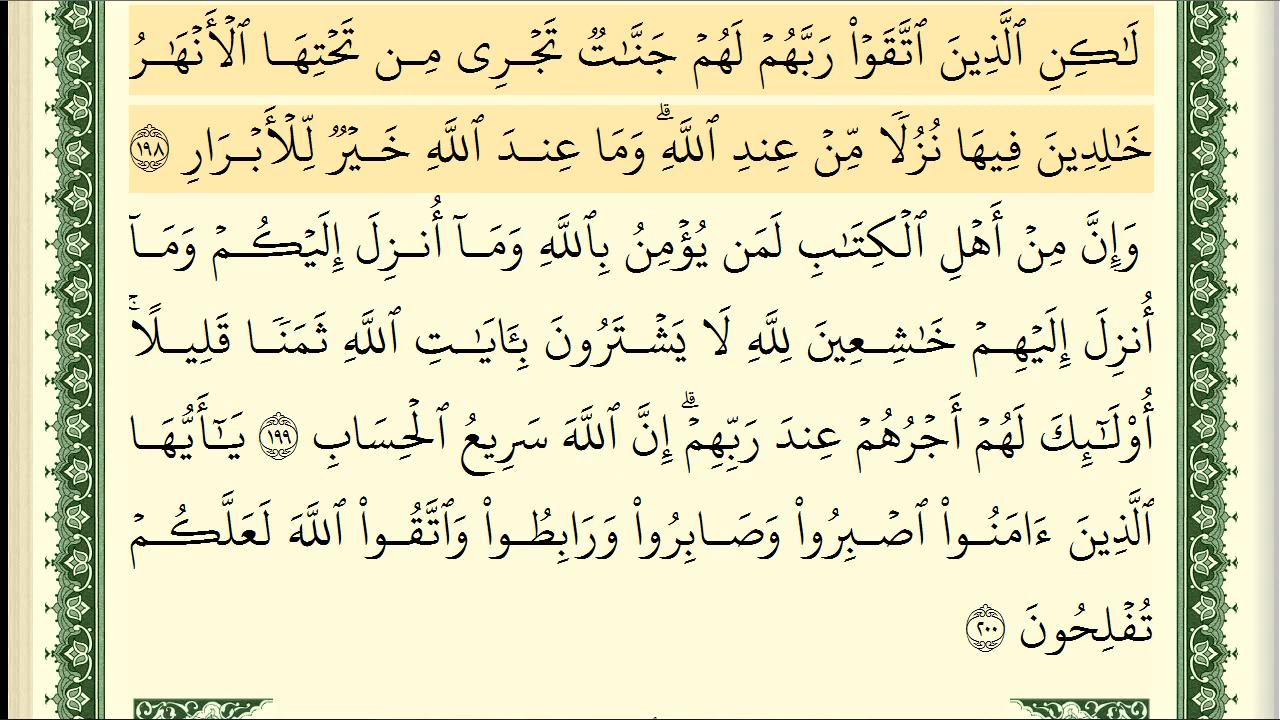 لَٰكِنِ ٱلَّذِينَ ٱتَّقَوۡاْ رَبَّهُمۡ لَهُمۡ جَنَّٰتٞ تَجۡرِي مِن تَحۡتِهَا ٱلۡأَنۡهَٰرُ
خَٰلِدِينَ فِيهَا نُزُلٗا مِّنۡ عِندِ ٱللَّهِۗ وَمَا عِندَ ٱللَّهِ خَيۡرٞ لِّلۡأَبۡرَارِ ١٩٨
وَإِنَّ مِنۡ أَهۡلِ ٱلۡكِتَٰبِ لَمَن يُؤۡمِنُ بِٱللَّهِ وَمَآ أُنزِلَ إِلَيۡكُمۡ وَمَآ
أُنزِلَ إِلَيۡهِمۡ خَٰشِعِينَ لِلَّهِ لَا يَشۡتَرُونَ بِـَٔايَٰتِ ٱللَّهِ ثَمَنٗا قَلِيلًاۚ
أُوْلَٰٓئِكَ لَهُمۡ أَجۡرُهُمۡ عِندَ رَبِّهِمۡۗ إِنَّ ٱللَّهَ سَرِيعُ ٱلۡحِسَابِ ١٩٩ يَٰٓأَيُّهَا
ٱلَّذِينَ ءَامَنُواْ ٱصۡبِرُواْ وَصَابِرُواْ وَرَابِطُواْ وَٱتَّقُواْ ٱللَّهَ لَعَلَّكُمۡ
تُفۡلِحُونَ ٢٠٠